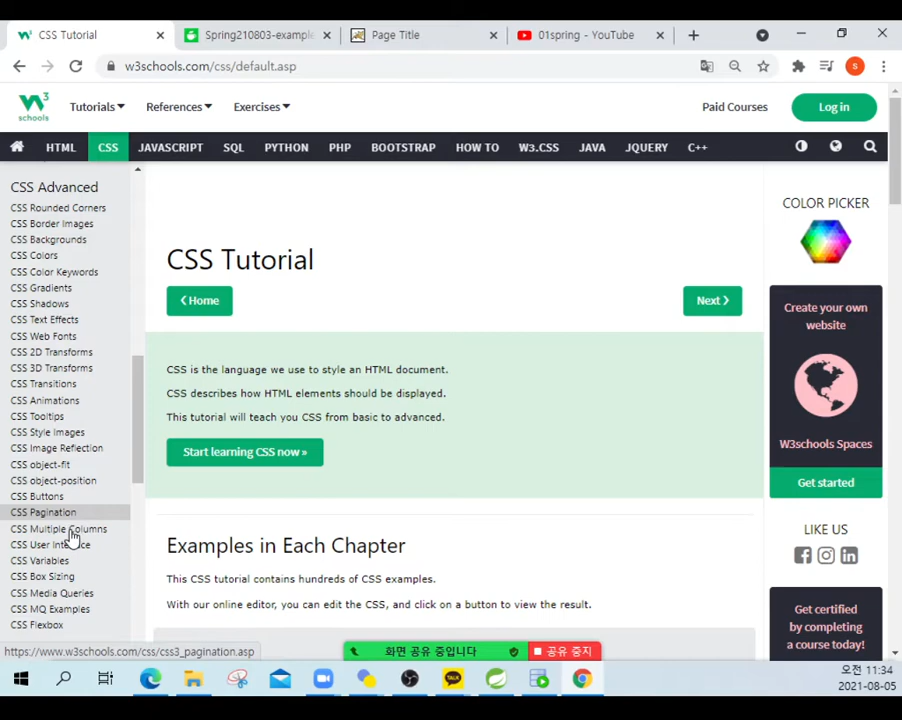 CSS Tutorial
Spring210803-example
Page Title
01spring - YouTube
w3schools.com/css/default.asp
S
3
schools
Tutorials
References
Exercises
Paid Courses
Log in
HTML
CSS
JAVASCRIPT
SQL
PYTHON
PHP
BOOTSTRAP
HOW TO
W3.CSS
JAVA
JQUERY
C++
CSS Advanced
CSS Rounded Corners
CSS Border Images
CSS Backgrounds
CSS Colors
CSS Color Keywords
CSS Gradients
CSS Shadows
CSS Text Effects
CSS Web Fonts
CSS 2D Transforms
CSS 3D Transforms
CSS Transitions
CSS Animations
CSS Tooltips
CSS Style Images
CSS Image Reflection
CSS object-fit
CSS object-position
CSS Buttons
CSS Pagination
CSS Multiple Columns
CSS User Interface
CSS Variables
CSS Box Sizing
CSS Media Queries
CSS MQ Examples
CSS Flexbox
CSS Tutorial
❮ Home
Next ❯
CSS is the language we use to style an HTML document.
CSS describes how HTML elements should be displayed.
This tutorial will teach you CSS from basic to advanced.
Start learning CSS now »
Examples in Each Chapter
This CSS tutorial contains hundreds of CSS examples.
With our online editor, you can edit the CSS, and click on a button to view the result.
COLOR PICKER
Create your own
website
W3schools Spaces
Get started
LIKE US
Get certified
by completing
a course today!
https://www.w3schools.com/css/css3_pagination.asp
화면 공유 중입니다
공유 중지
TALK
오전 11:34
2021-08-05